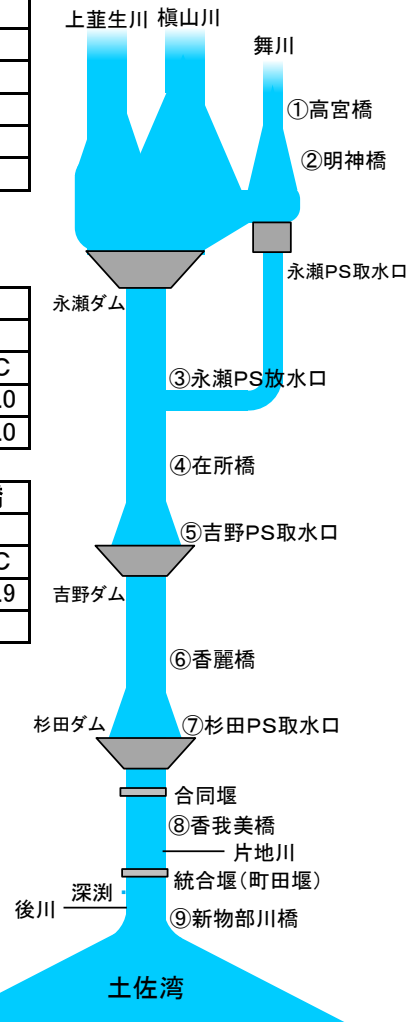 上韮生川 槇山川
舞川
①高宮橋
②明神橋
永瀬PS取水口
永瀬ダム
③永瀬PS放水口
C
.0
.0
④在所橋
C
.9
⑤吉野PS取水口
吉野ダム
⑥香麗橋
杉田ダム
⑦杉田PS取水口
合同堰
⑧香我美橋
片地川
統合堰（町田堰）
深渕
後川
⑨新物部川橋
土佐湾